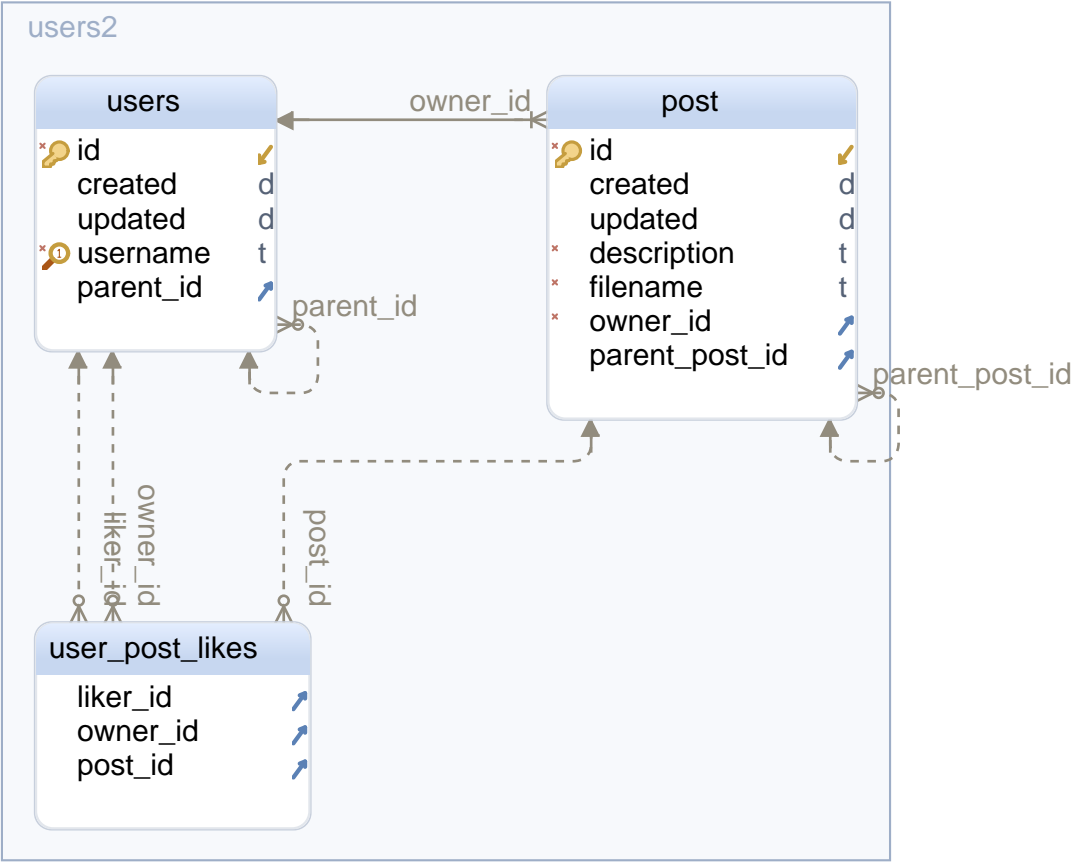 users2
users
owner_id
post
id
created d
updated d
username t
parent_id
parent_id
id
created d
updated d
description t
filename t
owner_id
parent_post_id
parent_post_id
liker_id
owner_id
post_id
user_post_likes
liker_id
owner_id
post_id